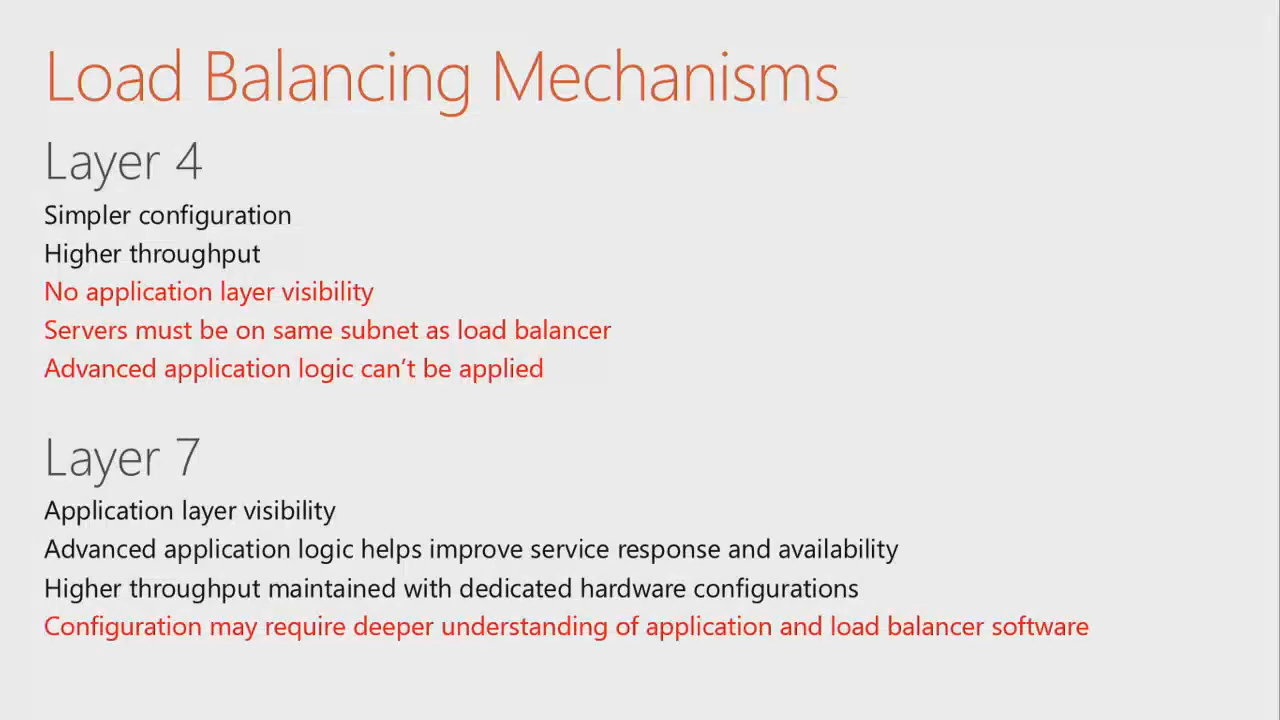 Load Balancing Mechanisms
Layer 4
Simpler configuration
Higher throughput
No application layer visibility
Servers must be on same subnet as load balancer
Advanced application logic can’t be applied
Layer 7
Application layer visibility
Advanced application logic helps improve service response and availability
Higher throughput maintained with dedicated hardware configurations
Configuration may require deeper understanding of application and load balancer software